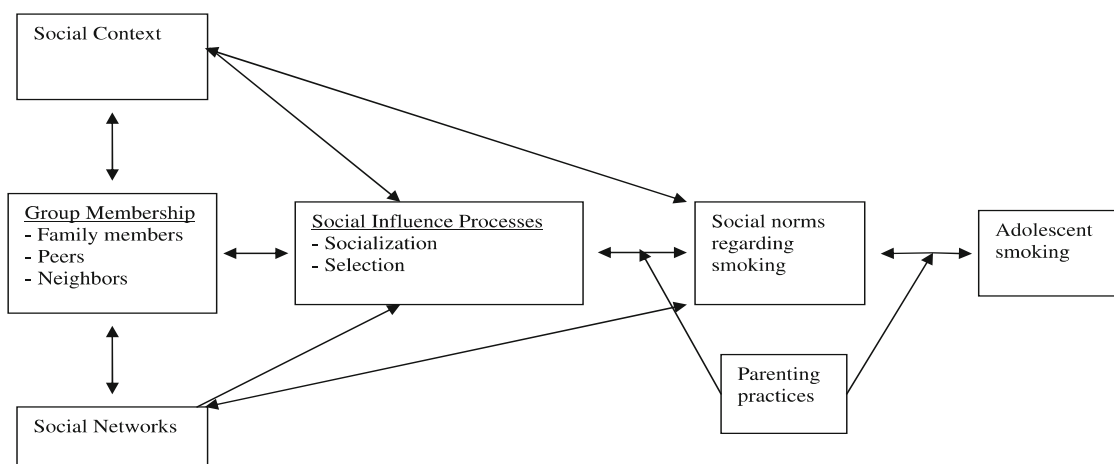 Social Context
Group Membership
- Family members
- Peers
- Neighbors
Social Networks
Social Influence Processes
- Socialization
- Selection
Social norms
regarding
smoking
Parenting
practices
Adolescent
smoking